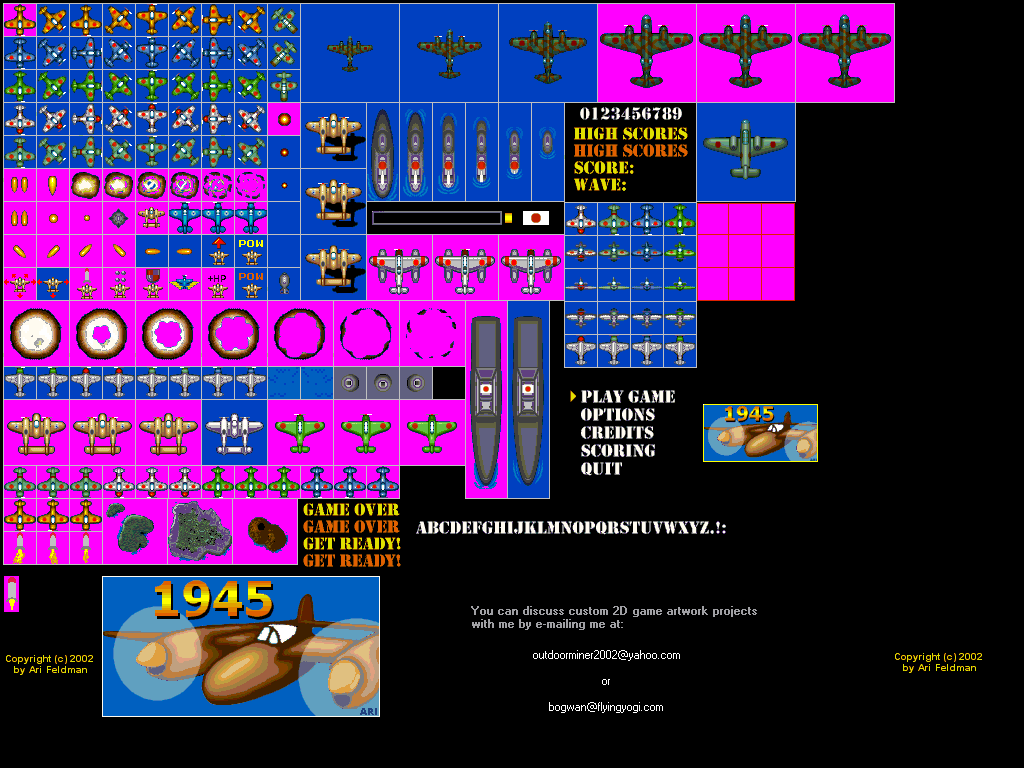 0123456789
HIGH SCORES
HIGH SCORES
SCORE:
WAVE:
POW
+HP
POW
PLAY GAME
OPTIONS
CREDITS
SCORING
QUIT
1945
GAME OVER
GAME OVER
GET READY!
GET READY!
ABCDEFGHIJKLMNOPQRSTUVWXYZ.!:
1945
ARI
You can discuss custom 2D game artwork projects
with me by e-mailing me at:
outdoorminer2002@yahoo.com
or
bogwan@flyingyogi.com
Copyright (c) 2002
by Ari Feldman
Copyright (c) 2002
by Ari Feldman